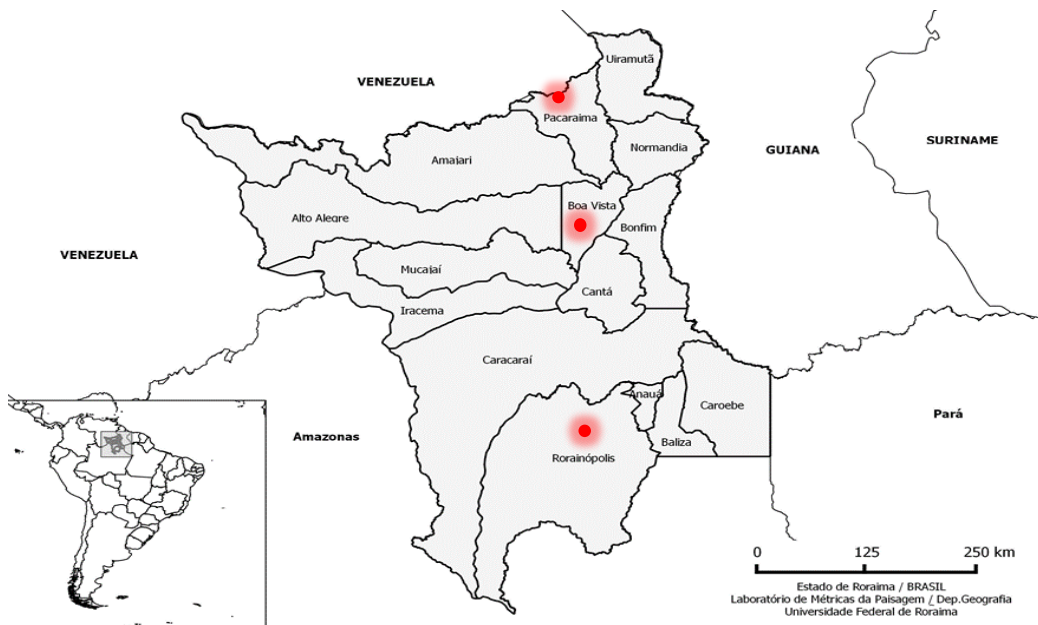 Uiramutã
VENEZUELA
Pacaraima
SURINAME
Normandia
GUIANA
Amajari
Boa Vista
Alto Alegre
Bonfim
VENEZUELA
Mucajaí
Cantá
Iracema
Caracaraí
Anauá
Caroebe
Pará
Amazonas
Baliza
Rorainópolis
0 125 250 km
Estado de Roraima / BRASIL
Laboratório de Métricas da Paisagem / Dep.Geografia
Universidade Federal de Roraima